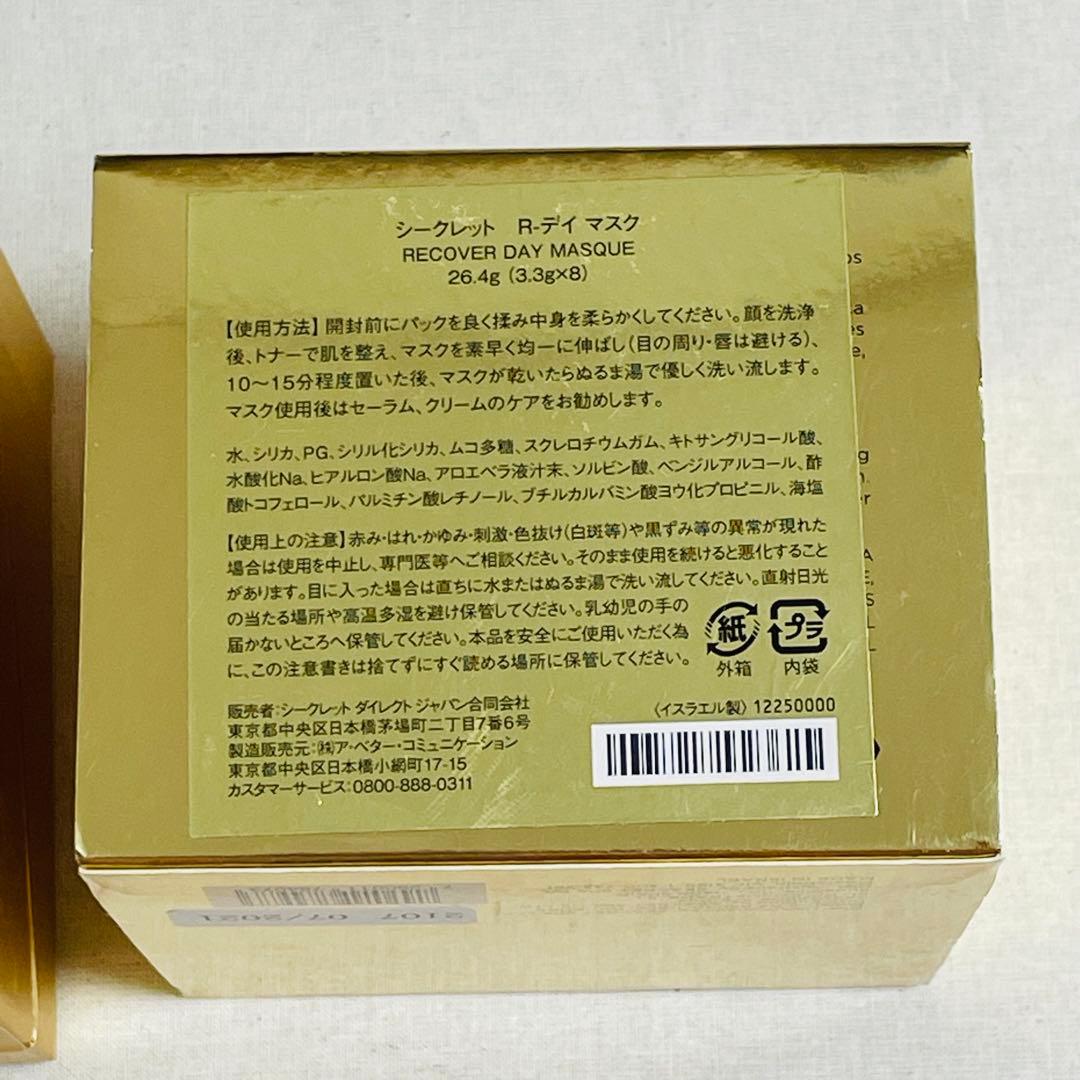 シークレット R-デイ マスク
RECOVER DAY MASQUE
26.4g (3.3g×8)
【使用方法】開封前にパックを良く揉み中身を柔らかくしてください。顔を洗浄
後、トナーで肌を整え、マスクを素早く均一に伸ばし(目の周り・唇は避ける)、
10～15分程度置いた後、マスクが乾いたらぬるま湯で優しく洗い流します。
マスク使用後はセーラム、クリームのケアをお勧めします。
水、シリカ、PG、シリル化シリカ、ムコ多糖、スクレロチウムガム、キトサングリコール酸、
水酸化Na、ヒアルロン酸Na、アロエベラ液汁末、ソルビン酸、ベンジルアルコール、酢
酸トコフェロール、パルミチン酸レチノール、ブチルカルバミン酸ヨウ化プロピニル、海塩
【使用上の注意】赤み・はれ・かゆみ・刺激・色抜け(白斑等)や黒ずみ等の異常が現れた
場合は使用を中止し、専門医等へご相談ください。そのまま使用を続けると悪化すること
があります。目に入った場合は直ちに水またはぬるま湯で洗い流してください。直射日光
の当たる場所や高温多湿を避け保管してください。乳幼児の手の
届かないところへ保管してください。本品を安全にご使用いただく為
に、この注意書きは捨てずにすぐ読める場所に保管してください。
紙 プラ
外箱 内袋
販売者:シークレット ダイレクト ジャパン合同会社
東京都中央区日本橋茅場町二丁目7番6号
製造販売元:㈱ア・ベター・コミュニケーション
東京都中央区日本橋小網町17-15
カスタマーサービス:0800-888-0311
〈イスラエル製〉12250000
2107 07/2021